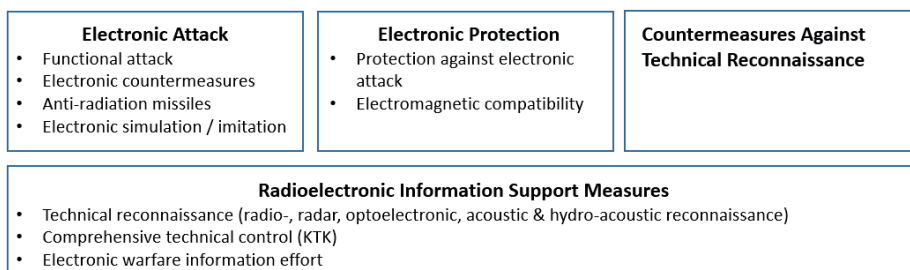 Electronic Attack
• Functional attack
• Electronic countermeasures
• Anti-radiation missiles
• Electronic simulation / imitation
Electronic Protection
• Protection against electronic
attack
• Electromagnetic compatibility
Countermeasures Against
Technical Reconnaissance
Radioelectronic Information Support Measures
• Technical reconnaissance (radio-, radar, optoelectronic, acoustic & hydro-acoustic reconnaissance)
• Comprehensive technical control (KTK)
• Electronic warfare information effort